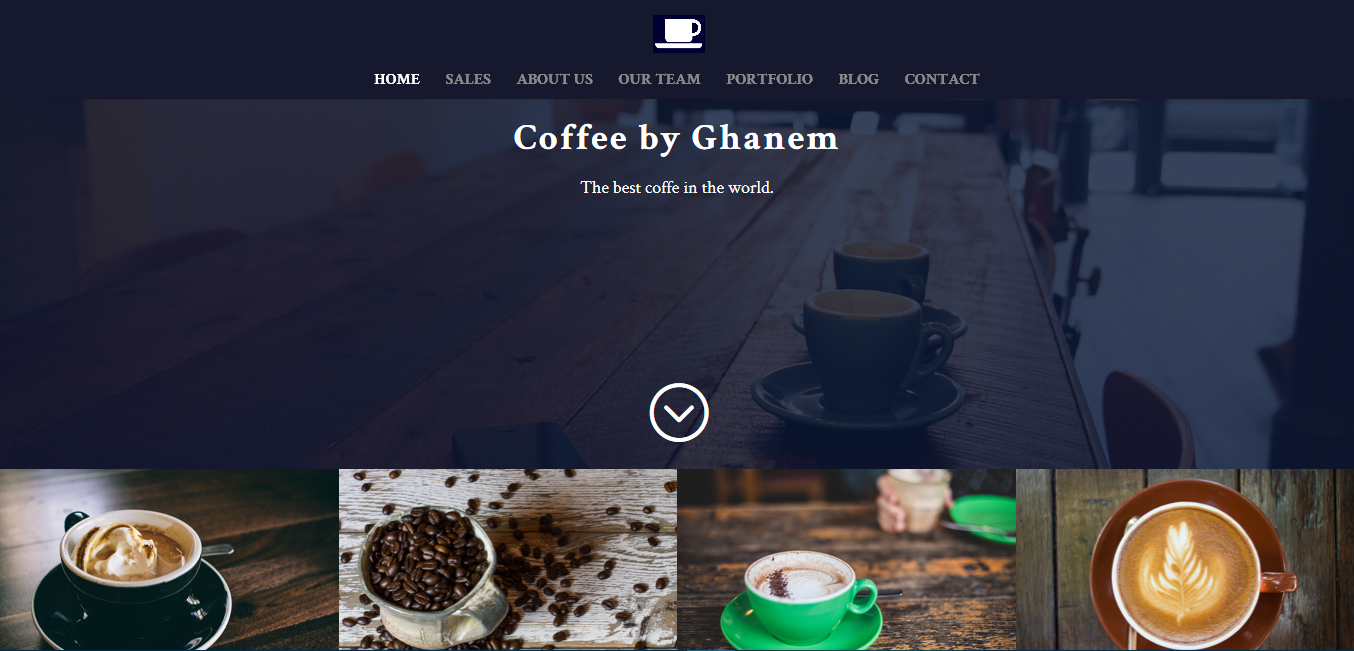 HOME SALES ABOUT US OUR TEAM PORTFOLIO BLOG CONTACT
Coffee by Ghanem
The best coffe in the world.